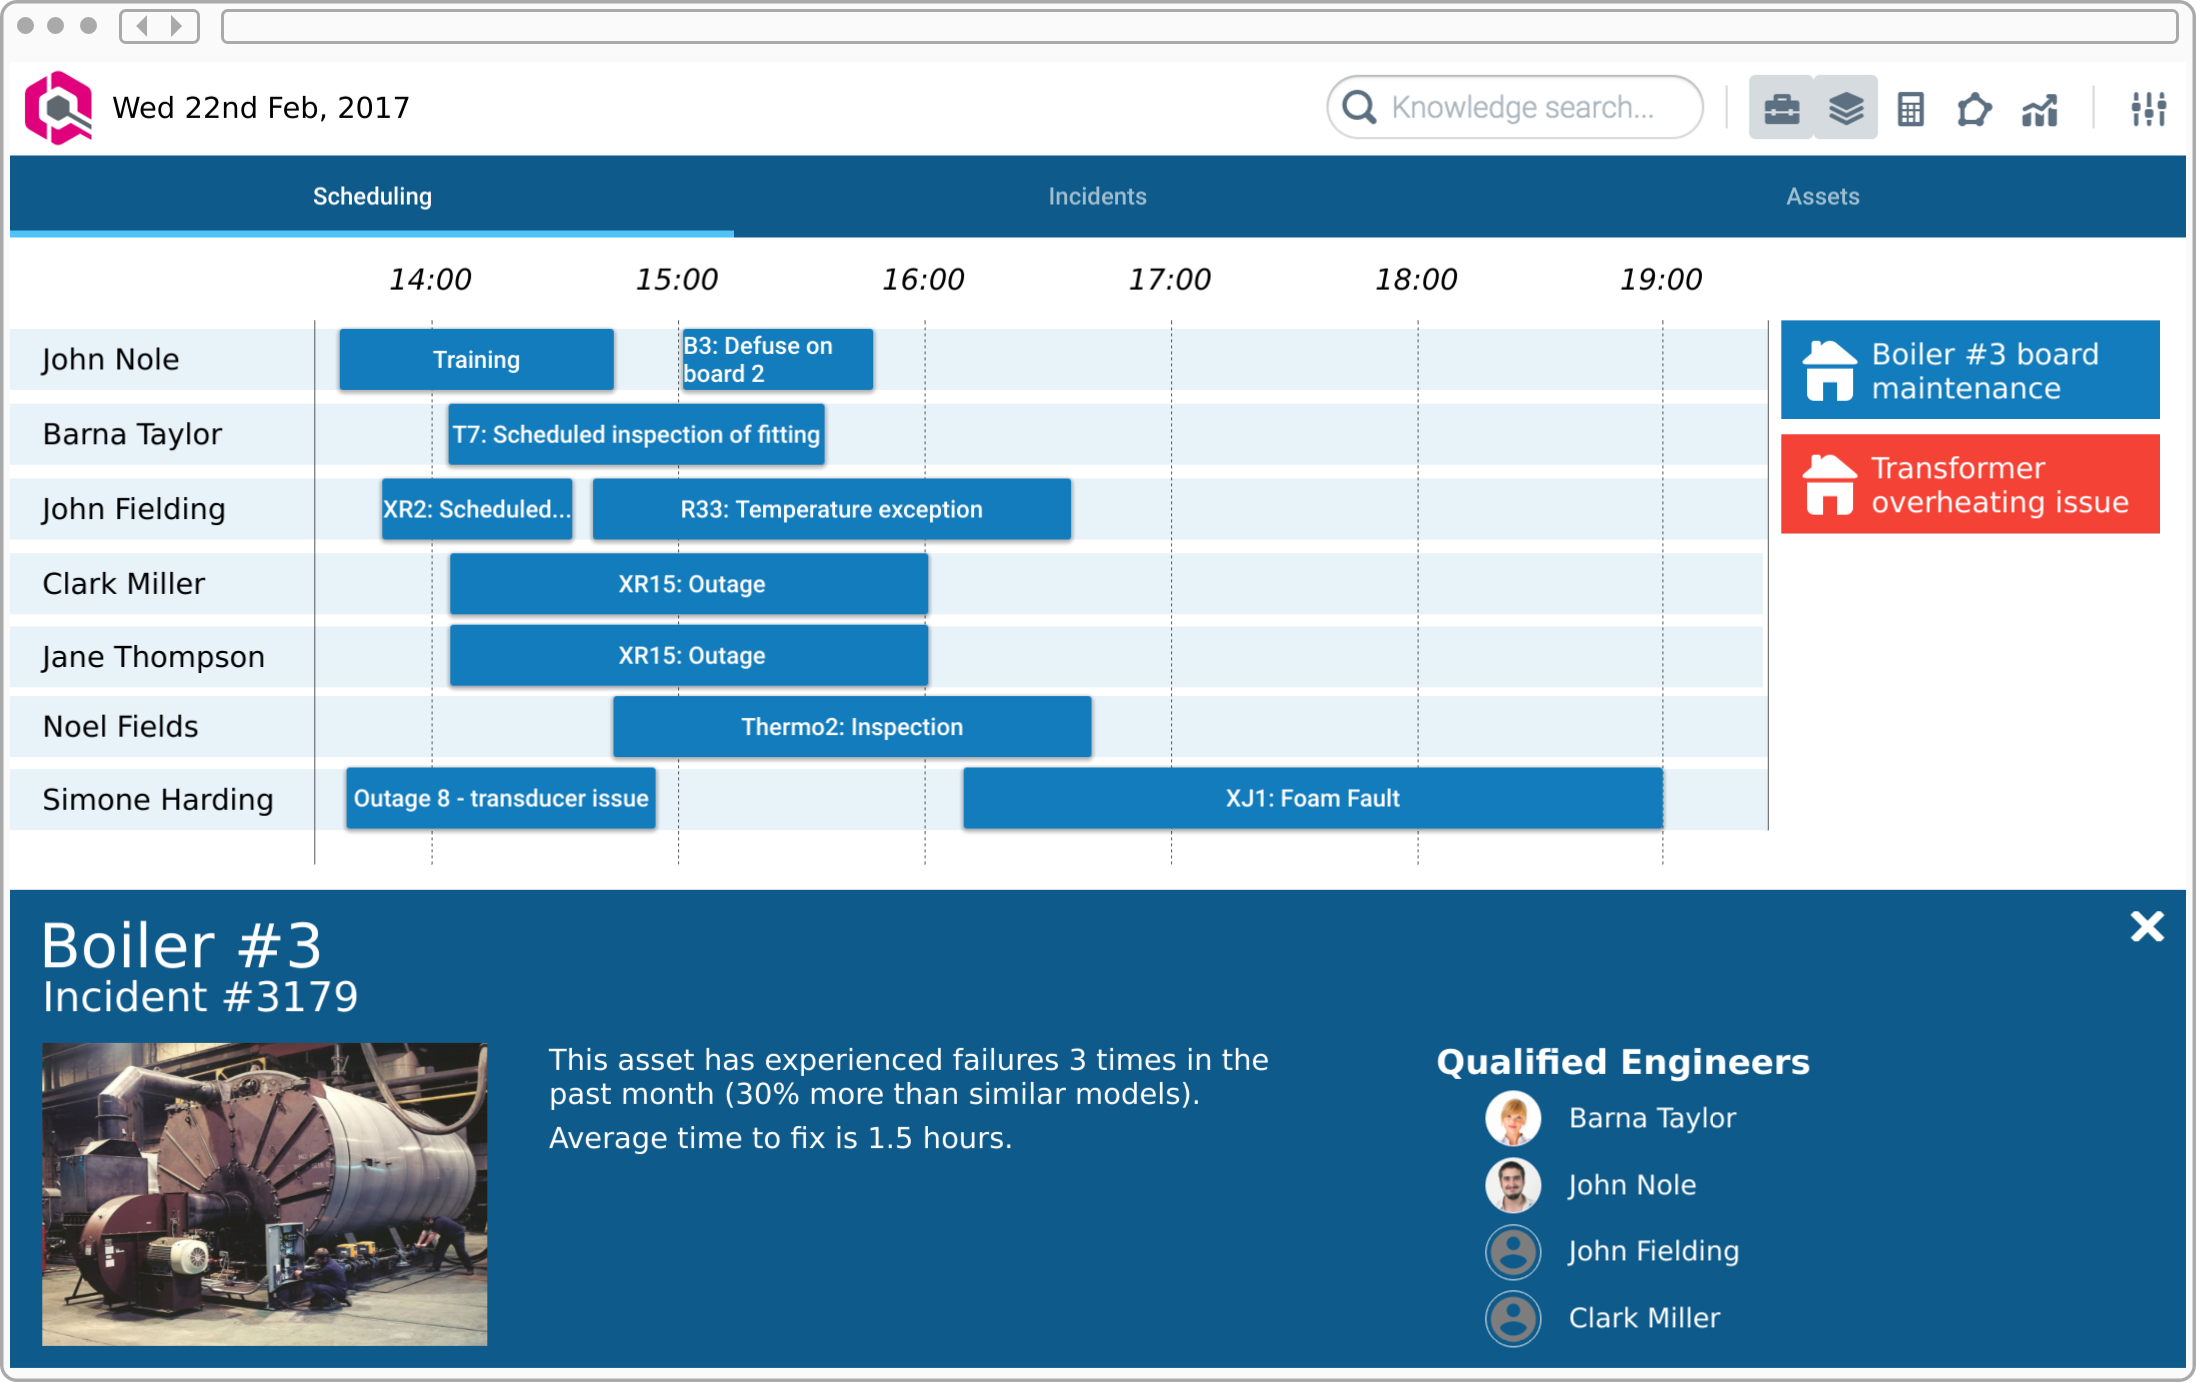 Wed 22nd Feb, 2017
Knowledge search...
Scheduling
Incidents
Assets
14:00
15:00
16:00
17:00
18:00
19:00
John Nole
Training
B3: Defuse on
board 2
Barna Taylor
T7: Scheduled inspection of fitting
John Fielding
XR2: Scheduled...
R33: Temperature exception
Clark Miller
XR15: Outage
Jane Thompson
XR15: Outage
Noel Fields
Thermo2: Inspection
Simone Harding
Outage 8 - transducer issue
XJ1: Foam Fault
Boiler #3 board
maintenance
Transformer
overheating issue
Boiler #3
Incident #3179
This asset has experienced failures 3 times in the
past month (30% more than similar models).
Average time to fix is 1.5 hours.
Qualified Engineers
Barna Taylor
John Nole
John Fielding
Clark Miller